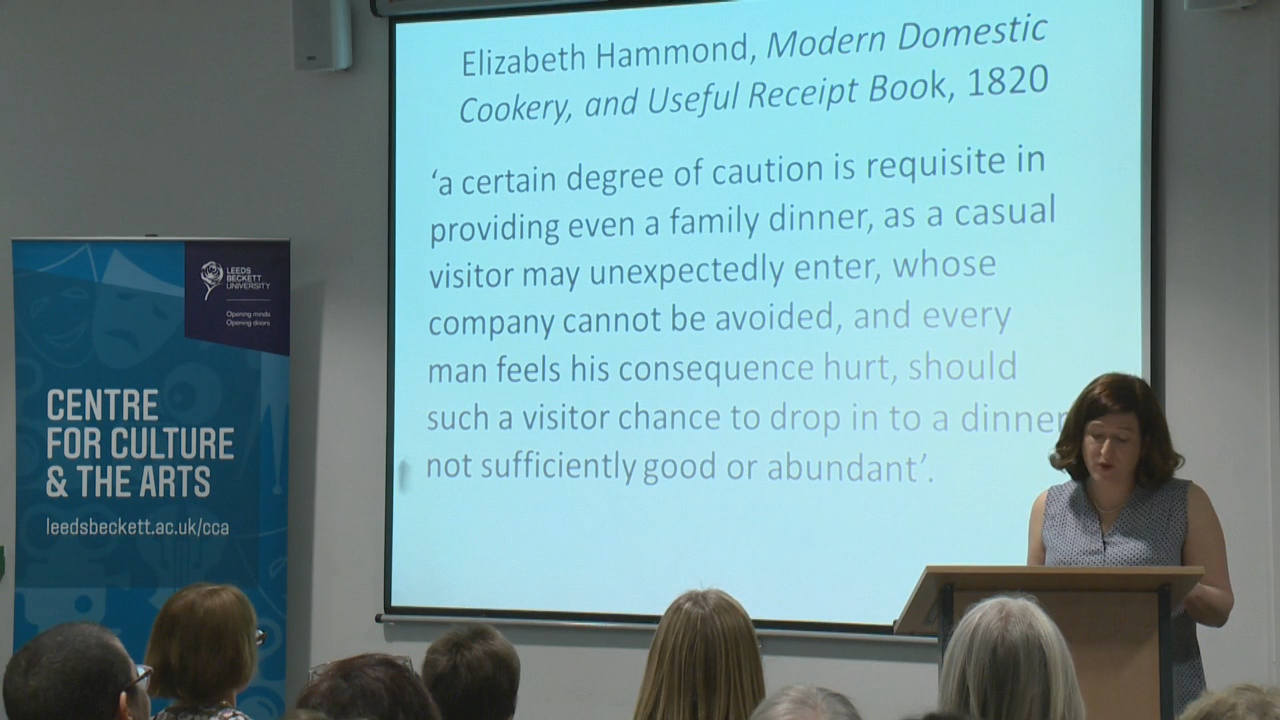 Elizabeth Hammond, Modern Domestic
Cookery, and Useful Receipt Book, 1820
‘a certain degree of caution is requisite in
providing even a family dinner, as a casual
visitor may unexpectedly enter, whose
company cannot be avoided, and every
man feels his consequence hurt, should
such a visitor chance to drop in to a dinner
not sufficiently good or abundant’.
LEEDS
BECKETT
UNIVERSITY
Opening minds
Opening doors
CENTRE
FOR CULTURE
& THE ARTS
leedsbeckett.ac.uk/cca